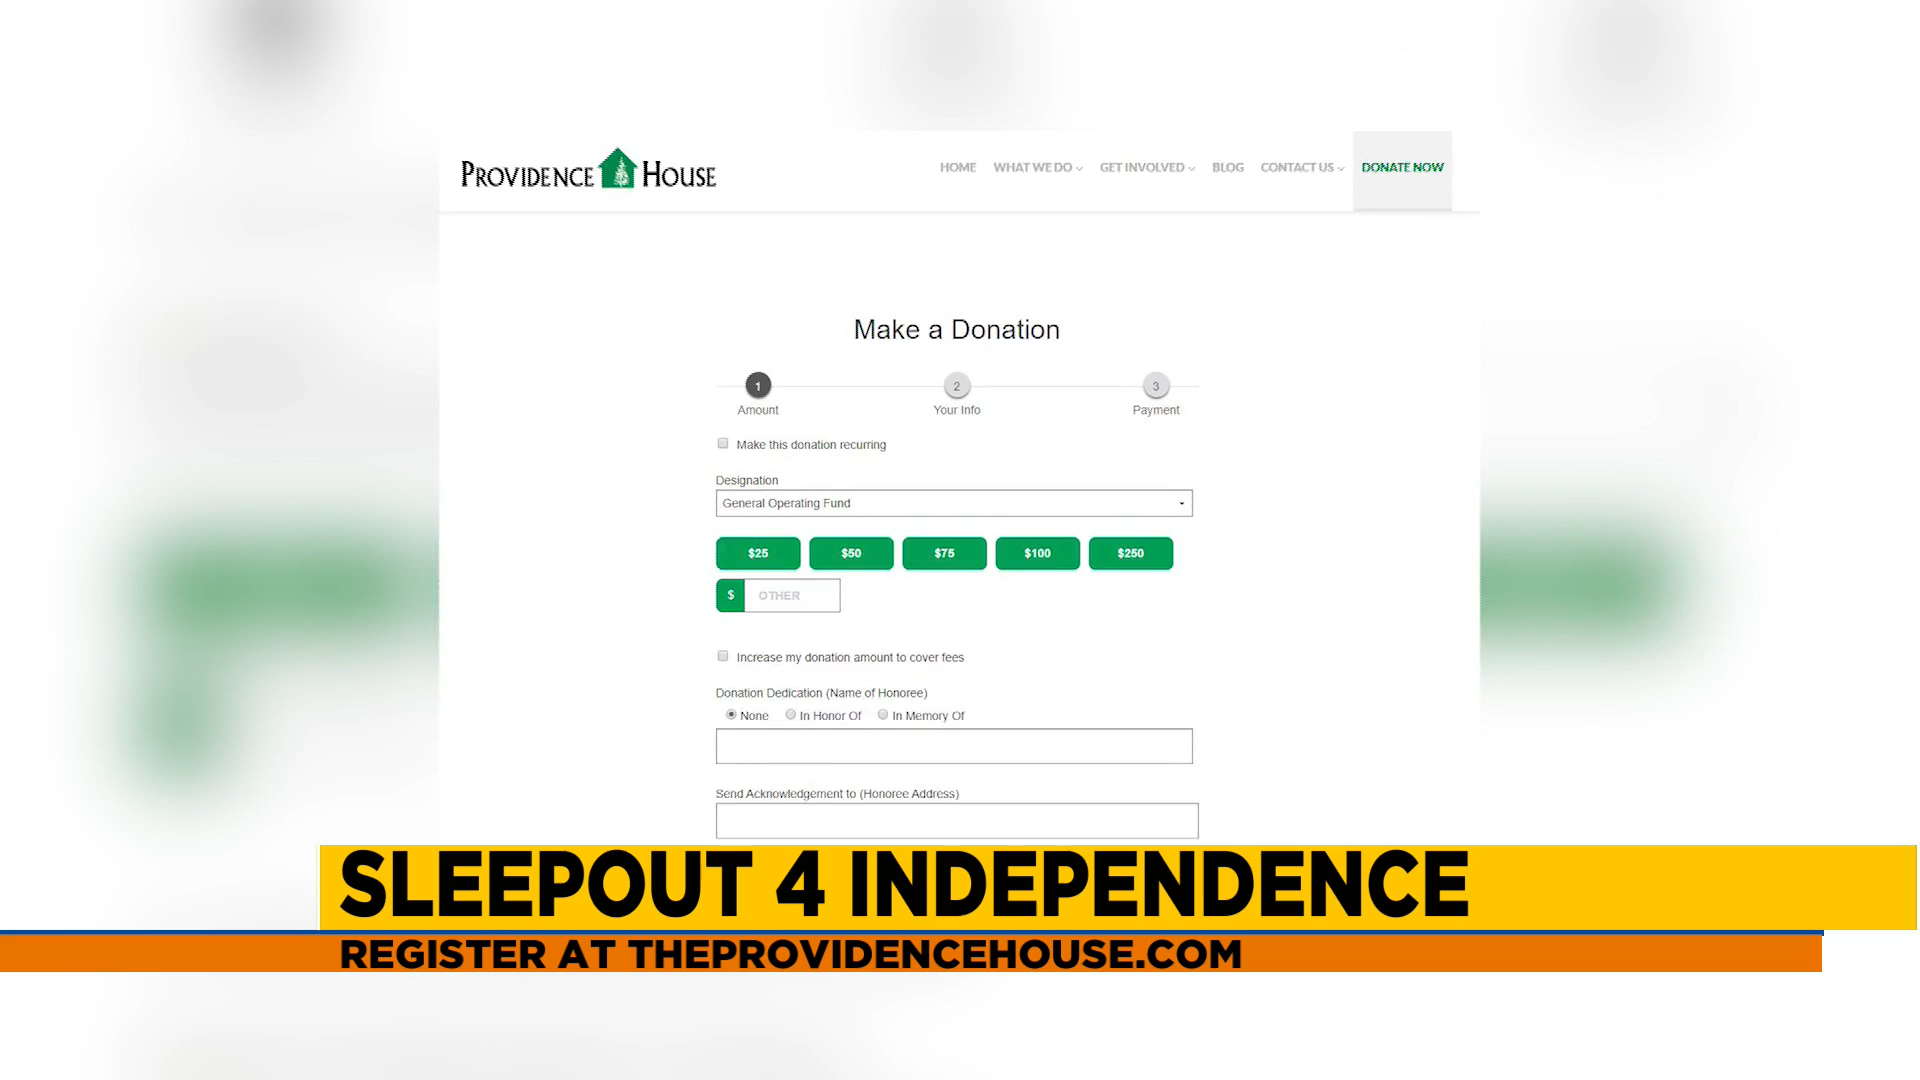 PROVIDENCE HOUSE
HOME WHAT WE DO GET INVOLVED BLOG CONTACT US DONATE NOW
Make a Donation
1 2 3
Amount Your Info Payment
Make this donation recurring
Designation
General Operating Fund
$25 $50 $75 $100 $250
$ OTHER
Increase my donation amount to cover fees
Donation Dedication (Name of Honoree)
None In Honor Of In Memory Of
Send Acknowledgement to (Honoree Address)
SLEEPOUT 4 INDEPENDENCE
REGISTER AT THEPROVIDENCEHOUSE.COM